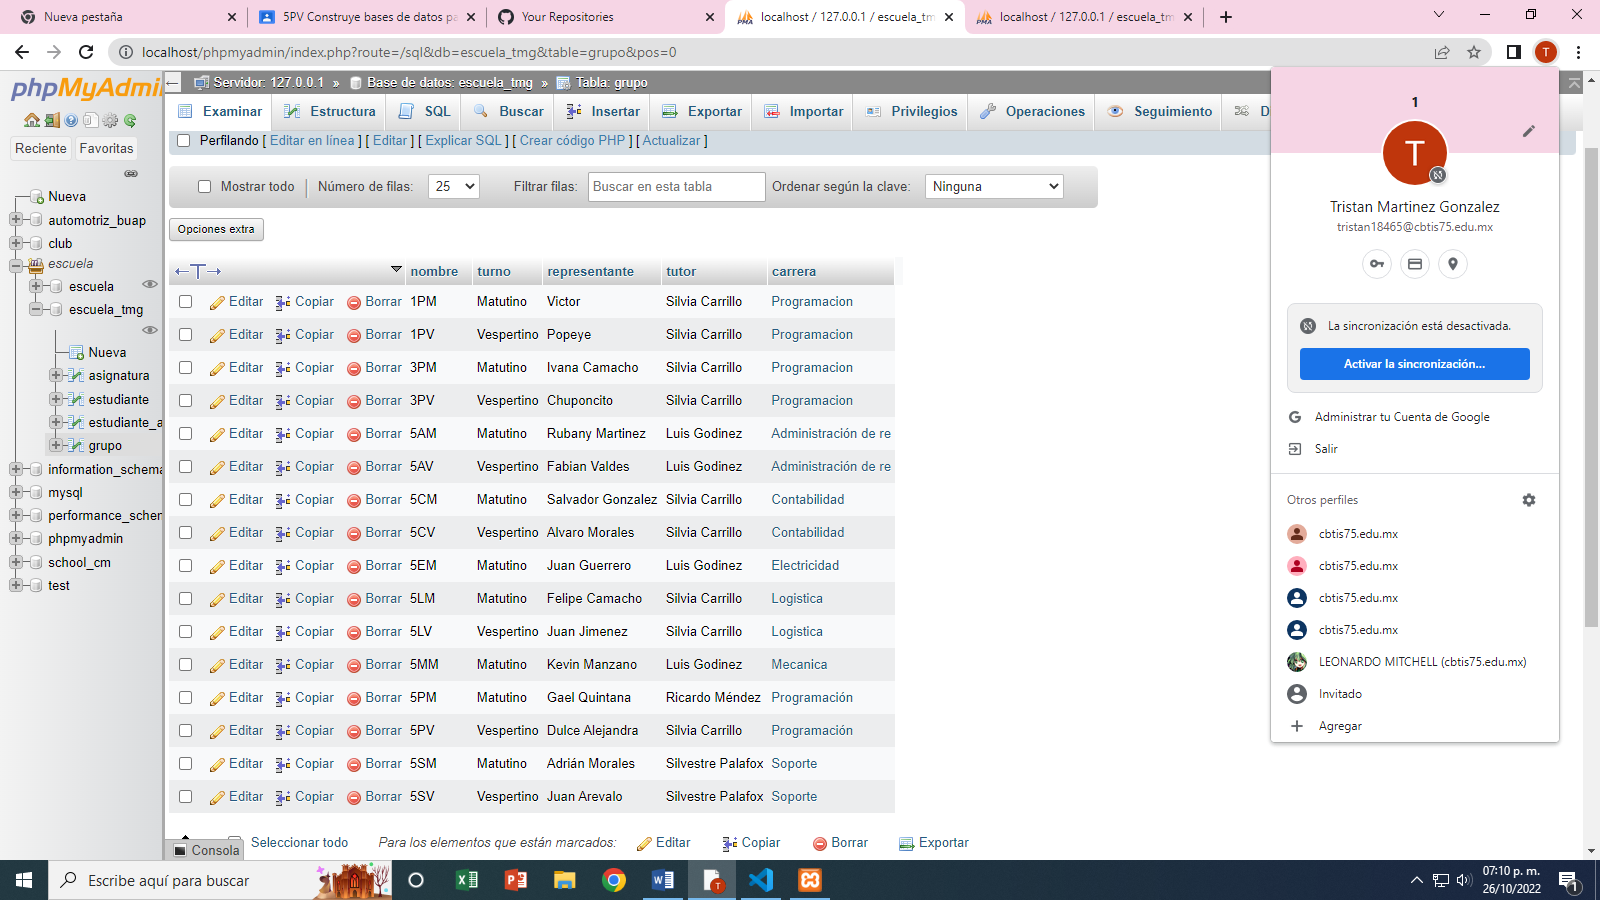 Nueva pestaña
5PV Construye bases de datos pa
Your Repositories
localhost / 127.0.0.1 / escuela_tm
localhost / 127.0.0.1 / escuela_tm
localhost/phpmyadmin/index.php?route=/sql&db=escuela_tmg&table=grupo&pos=0
T
phpMyAdmin
Reciente
Favoritas
Nueva
automotriz_buap
club
escuela
escuela
escuela_tmg
Nueva
asignatura
estudiante
estudiante_a
grupo
information_schema
mysql
performance_schem
phpmyadmin
school_cm
test
Servidor: 127.0.0.1 » Base de datos: escuela_tmg » Tabla: grupo
Examinar Estructura SQL Buscar Insertar Exportar Importar Privilegios Operaciones Seguimiento D
Perfilando [ Editar en línea ] [ Editar ] [ Explicar SQL ] [ Crear código PHP ] [ Actualizar ]
Mostrar todo Número de filas: 25 Filtrar filas: Buscar en esta tabla Ordenar según la clave: Ninguna
Opciones extra
←T→ nombre turno representante tutor carrera
Editar Copiar Borrar 1PM Matutino Victor Silvia Carrillo Programacion
Editar Copiar Borrar 1PV Vespertino Popeye Silvia Carrillo Programacion
Editar Copiar Borrar 3PM Matutino Ivana Camacho Silvia Carrillo Programacion
Editar Copiar Borrar 3PV Vespertino Chuponcito Silvia Carrillo Programacion
Editar Copiar Borrar 5AM Matutino Rubany Martinez Luis Godinez Administración de re
Editar Copiar Borrar 5AV Vespertino Fabian Valdes Luis Godinez Administración de re
Editar Copiar Borrar 5CM Matutino Salvador Gonzalez Silvia Carrillo Contabilidad
Editar Copiar Borrar 5CV Vespertino Alvaro Morales Silvia Carrillo Contabilidad
Editar Copiar Borrar 5EM Matutino Juan Guerrero Luis Godinez Electricidad
Editar Copiar Borrar 5LM Matutino Felipe Camacho Silvia Carrillo Logistica
Editar Copiar Borrar 5LV Vespertino Juan Jimenez Silvia Carrillo Logistica
Editar Copiar Borrar 5MM Matutino Kevin Manzano Luis Godinez Mecanica
Editar Copiar Borrar 5PM Matutino Gael Quintana Ricardo Méndez Programación
Editar Copiar Borrar 5PV Vespertino Dulce Alejandra Silvia Carrillo Programación
Editar Copiar Borrar 5SM Matutino Adrián Morales Silvestre Palafox Soporte
Editar Copiar Borrar 5SV Vespertino Juan Arevalo Silvestre Palafox Soporte
Seleccionar todo Para los elementos que están marcados: Editar Copiar Borrar Exportar
Consola
1
T
Tristan Martinez Gonzalez
tristan18465@cbtis75.edu.mx
La sincronización está desactivada.
Activar la sincronización...
Administrar tu Cuenta de Google
Salir
Otros perfiles
cbtis75.edu.mx
cbtis75.edu.mx
cbtis75.edu.mx
cbtis75.edu.mx
LEONARDO MITCHELL (cbtis75.edu.mx)
Invitado
Agregar
Escribe aquí para buscar
07:10 p. m.
26/10/2022
1